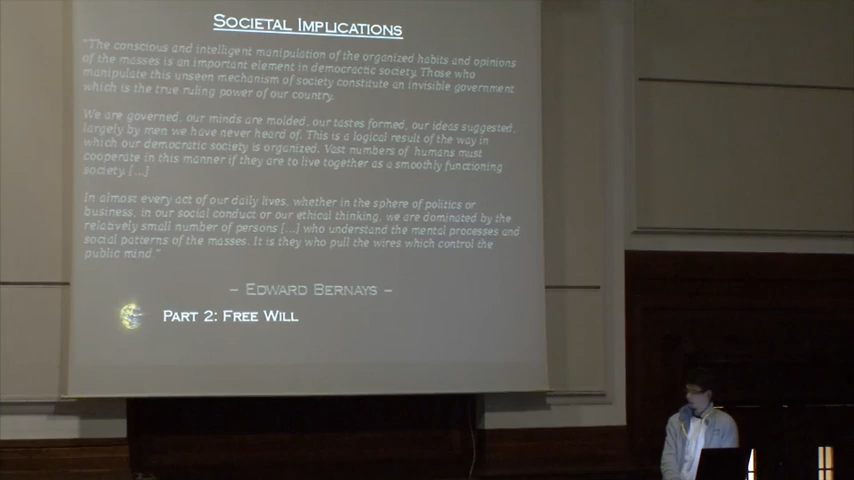 Societal Implications
"The conscious and intelligent manipulation of the organized habits and opinions
of the masses is an important element in democractic society. Those who
manipulate this unseen mechanism of society constitute an invisible government
which is the true ruling power of our country.
We are governed, our minds are molded, our tastes formed, our ideas suggested,
largely by men we have never heard of. This is a logical result of the way in
which our democratic society is organized. Vast numbers of humans must
cooperate in this manner if they are to live together as a smoothly functioning
society. [...]
In almost every act of our daily lives, whether in the sphere of politics or
business, in our social conduct or our ethical thinking, we are dominated by the
relatively small number of persons [...] who understand the mental processes and
social patterns of the masses. It is they who pull the wires which control the
public mind."
– Edward Bernays –
Part 2: Free Will